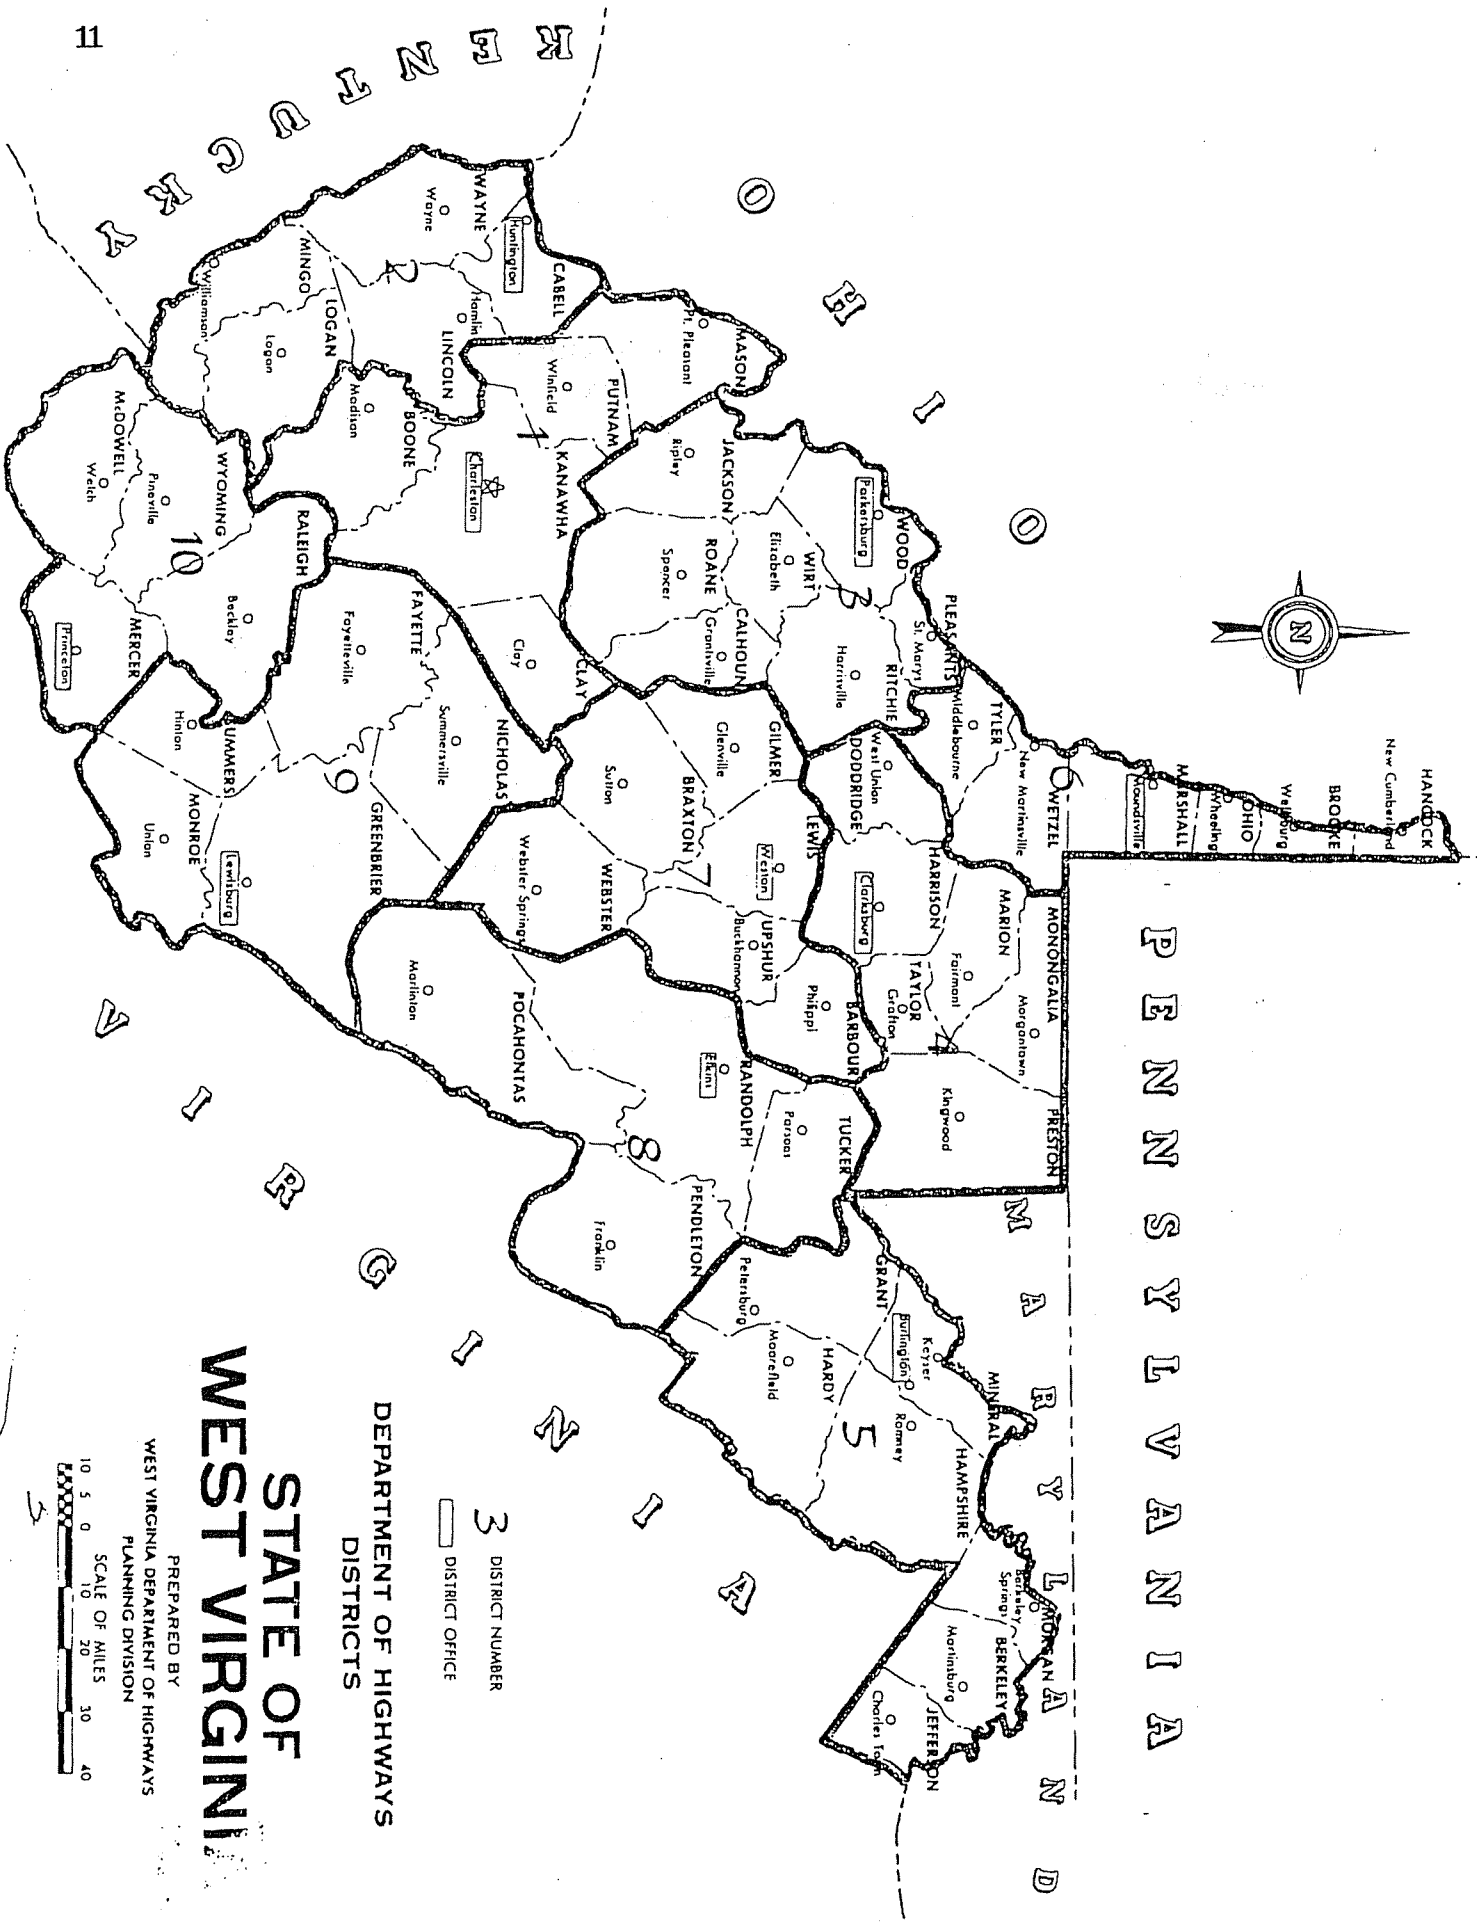 11
KENTUCKY
OHIO
PENNSYLVANIA
MARYLAND
VIRGINIA
N
HANCOCK
New Cumberland
BROOKE
Wellsburg
OHIO
Wheeling
MARSHALL
Moundsville
WETZEL
6
New Martinsville
TYLER
Middlebourne
PLEASANTS
St. Marys
WOOD
Parkersburg
RITCHIE
Harrisville
WIRT
3
Elizabeth
CALHOUN
Grantsville
ROANE
Spencer
JACKSON
Ripley
MASON
Pt. Pleasant
PUTNAM
Winfield
CABELL
Huntington
WAYNE
Wayne
2
LINCOLN
Hamlin
MINGO
Williamson
LOGAN
Logan
BOONE
Madison
1
KANAWHA
Charleston
CLAY
Clay
DODDRIDGE
West Union
HARRISON
Clarksburg
MARION
Fairmont
MONONGALIA
Morgantown
TAYLOR
Grafton
4
PRESTON
Kingwood
GILMER
Glenville
LEWIS
Weston
BRAXTON
Sutton
7
UPSHUR
Buckhannon
BARBOUR
Philippi
WEBSTER
Webster Springs
NICHOLAS
Summersville
FAYETTE
Fayetteville
9
GREENBRIER
Lewisburg
SUMMERS
Hinton
MONROE
Union
RALEIGH
Beckley
WYOMING
Pineville
10
McDOWELL
Welch
MERCER
Princeton
POCAHONTAS
Marlinton
RANDOLPH
Elkins
8
TUCKER
Parsons
PENDLETON
Franklin
GRANT
Petersburg
HARDY
Moorefield
5
MINERAL
Keyser
Burlington
HAMPSHIRE
Romney
MORGAN
Berkeley
Springs
BERKELEY
Martinsburg
JEFFERSON
Charles Town
3 DISTRICT NUMBER
DISTRICT OFFICE
DEPARTMENT OF HIGHWAYS
DISTRICTS
STATE OF
WEST VIRGINIA
PREPARED BY
WEST VIRGINIA DEPARTMENT OF HIGHWAYS
PLANNING DIVISION
SCALE OF MILES
10 5 0 10 20 30 40